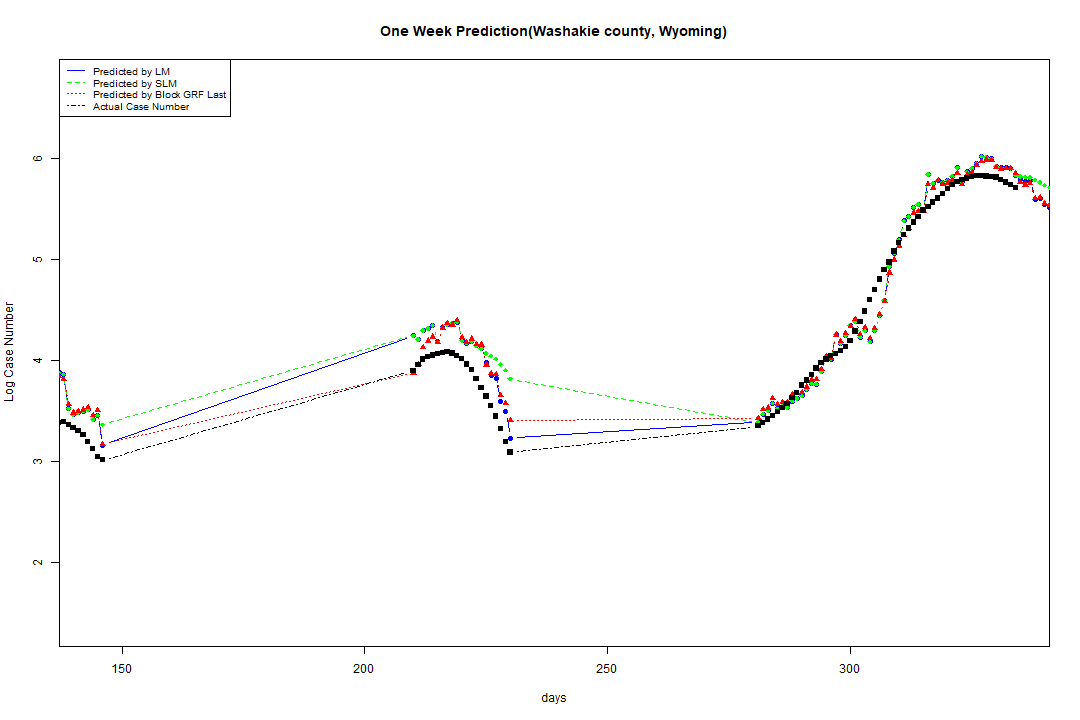 One Week Prediction(Washakie county, Wyoming)
Predicted by LM
Predicted by SLM
Predicted by Block GRF Last
Actual Case Number
Log Case Number
6
5
4
3
2
150 200 250 300
days